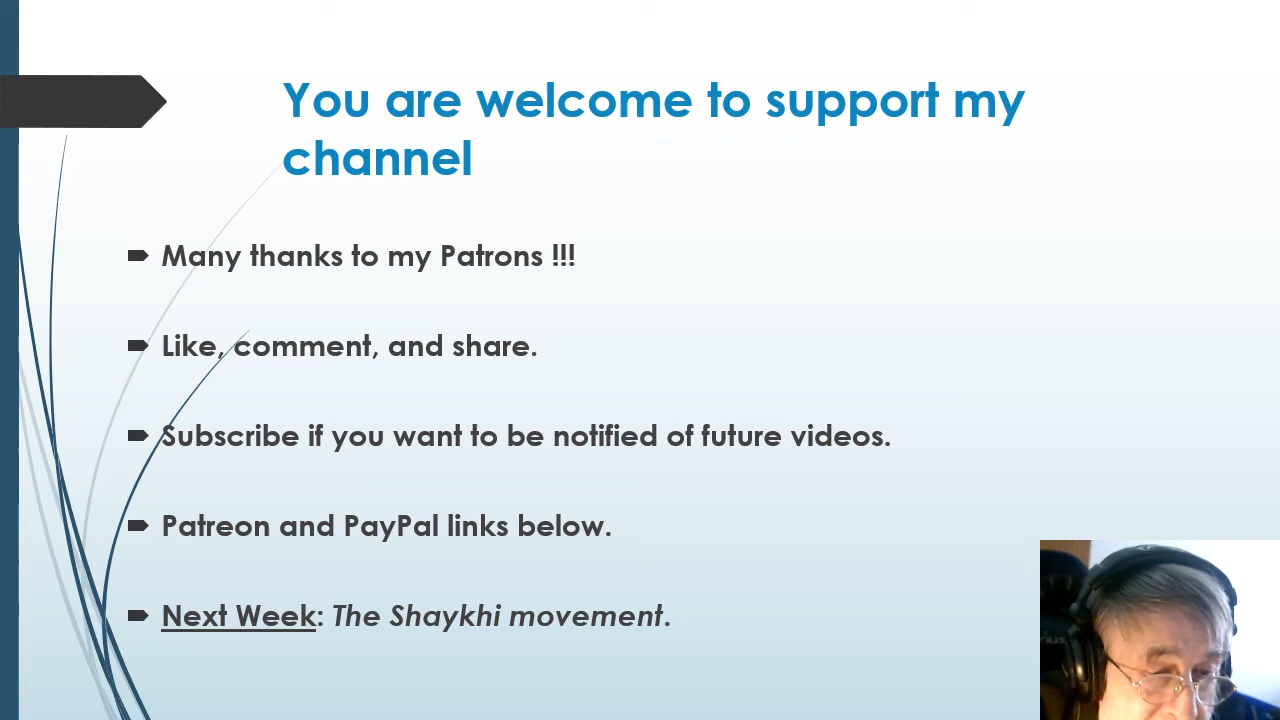 You are welcome to support my
channel
Many thanks to my Patrons !!!
Like, comment, and share.
Subscribe if you want to be notified of future videos.
Patreon and PayPal links below.
Next Week: The Shaykhi movement.